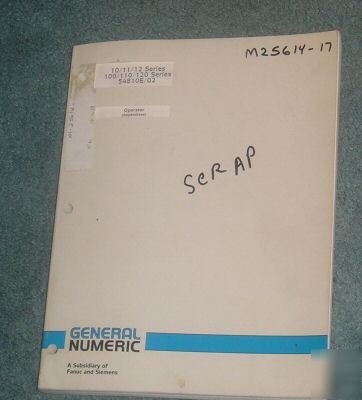 M25614-17
10/11/12 Series
100/110/120 Series
54810E/02
Operator
(Appendixes)
SCRAP
GENERAL
NUMERIC
A Subsidiary of
Fanuc and Siemens